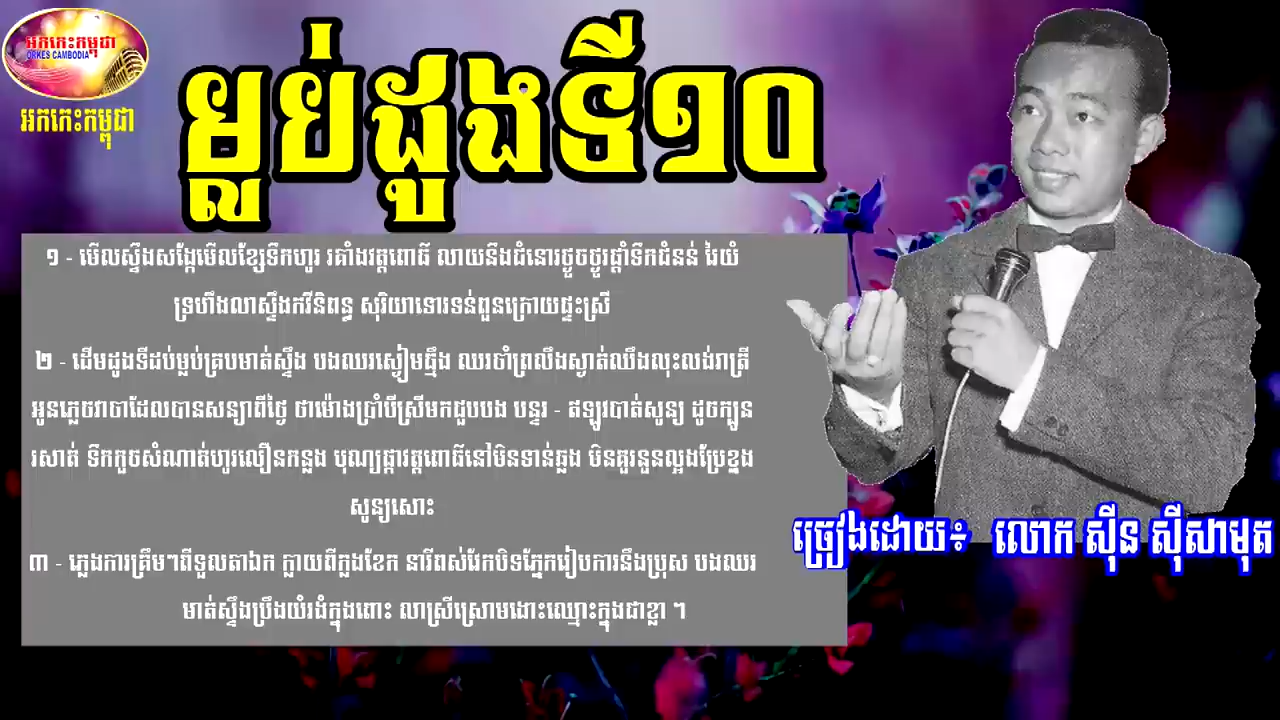 អកកេះកម្ពុជា
ORKES CAMBODIA
អកកេះកម្ពុជា
ម្លប់ដូងទី១០
១ - មើលស្ទឹងសង្កែមើលខ្សែទឹកហូរ រគាំងវត្តពោធិ៍ លាយនឹងជំនោរថ្ងូចថ្ងូរផ្ដាំទឹកជំនន់ រៃយំ
ទ្រហឹងលាស្ទឹងកវីនិពន្ធ សុរិយាទោរទន់ពួនក្រោយផ្ទះស្រី
២ - ដើមដូងទីដប់ម្លប់គ្របមាត់ស្ទឹង បងឈរស្ងៀមធ្មឹង ឈរចាំព្រលឹងស្ងាត់ឈឹងលុះលង់រាត្រី
អូនភ្លេចវាចាដែលបានសន្យាពីថ្ងៃ ថាម៉ោងប្រាំបីស្រីមកជួបបង បន្ទរ - ឥឡូវបាត់សូន្យ ដូចក្បូន
រសាត់ ទឹកកួចសំណាត់ហូរលឿនកន្លង បុណ្យផ្កាវត្តពោធិ៍នៅមិនទាន់ឆ្លង មិនគួរនួនល្អងប្រែខ្នង
សូន្យសោះ
៣ - ភ្លេងការគ្រឹមៗពីទួលតាឯក ក្លាយពីក្លងខែក នារីពស់វែកបិទភ្នែករៀបការនឹងប្រុស បងឈរ
មាត់ស្ទឹងប្រឹងយំរងំក្នុងពោះ លាស្រីស្រោមងោះឈ្មោះក្នុងជាខ្លា ។
ច្រៀងដោយ៖ លោក ស៊ីន ស៊ីសាមុត